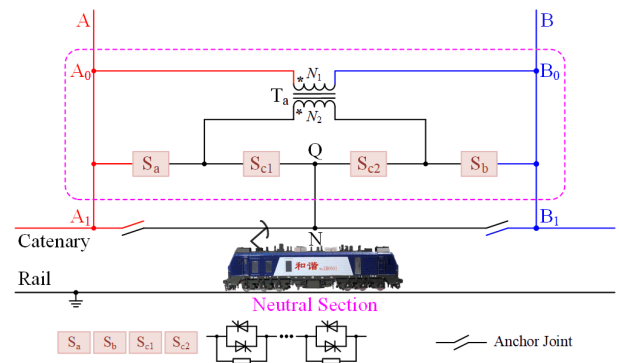 A B
A0 B0
* N1
Ta
* N2
Q
Sa Sc1 Sc2 Sb
A1 B1
Catenary N
和谐
Rail
Neutral Section
Sa Sb Sc1 Sc2 Anchor Joint